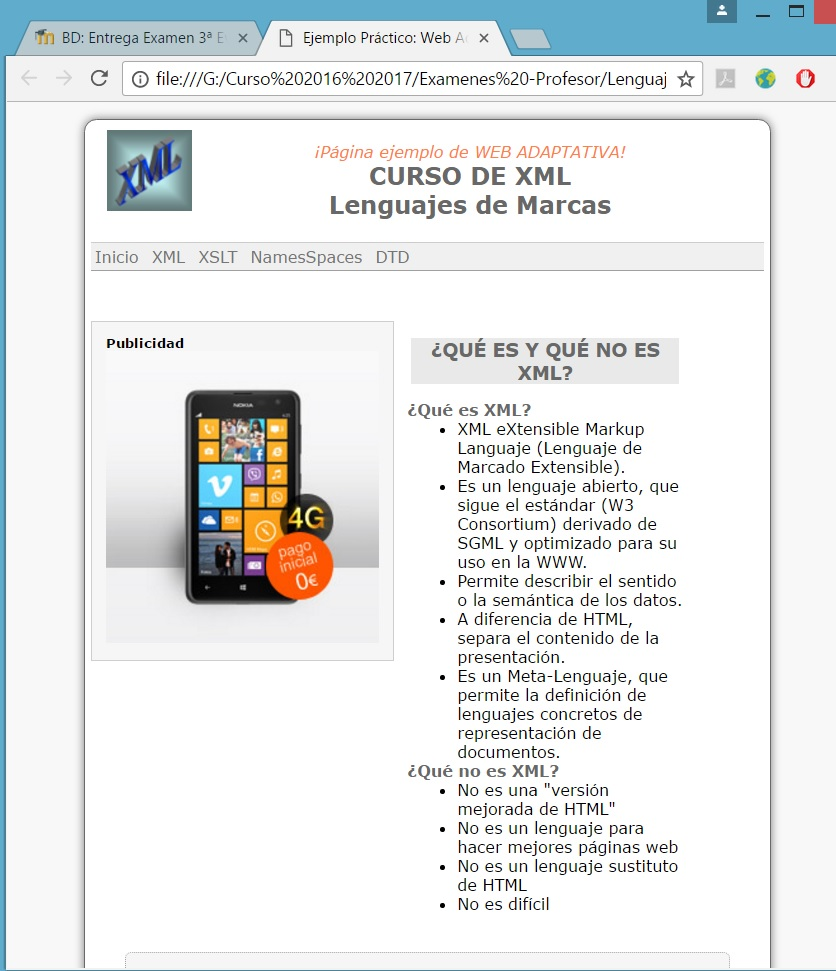 BD: Entrega Examen 3ª E
Ejemplo Práctico: Web A
file:///G:/Curso%202016%202017/Examenes%20-Profesor/Lenguaj
XML
¡Página ejemplo de WEB ADAPTATIVA!
CURSO DE XML
Lenguajes de Marcas
Inicio XML XSLT NamesSpaces DTD
Publicidad
NOKIA
4G
pago
inicial
0€
¿QUÉ ES Y QUÉ NO ES
XML?
¿Qué es XML?
• XML eXtensible Markup
Languaje (Lenguaje de
Marcado Extensible).
• Es un lenguaje abierto, que
sigue el estándar (W3
Consortium) derivado de
SGML y optimizado para su
uso en la WWW.
• Permite describir el sentido
o la semántica de los datos.
• A diferencia de HTML,
separa el contenido de la
presentación.
• Es un Meta-Lenguaje, que
permite la definición de
lenguajes concretos de
representación de
documentos.
¿Qué no es XML?
• No es una "versión
mejorada de HTML"
• No es un lenguaje para
hacer mejores páginas web
• No es un lenguaje sustituto
de HTML
• No es difícil